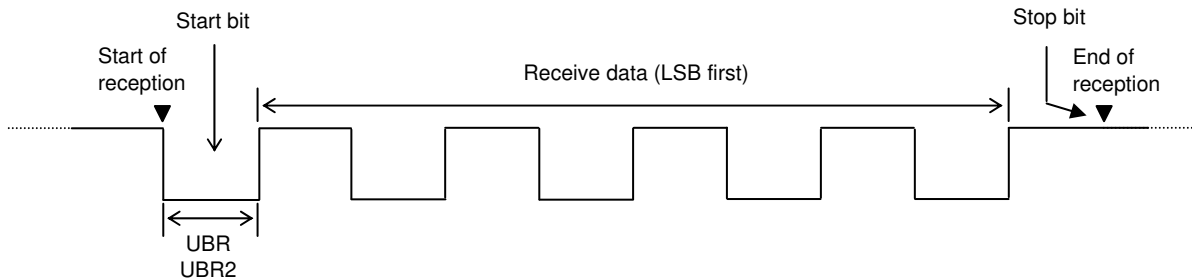 Start bit
Stop bit
Start of
reception
Receive data (LSB first)
End of
reception
UBR
UBR2